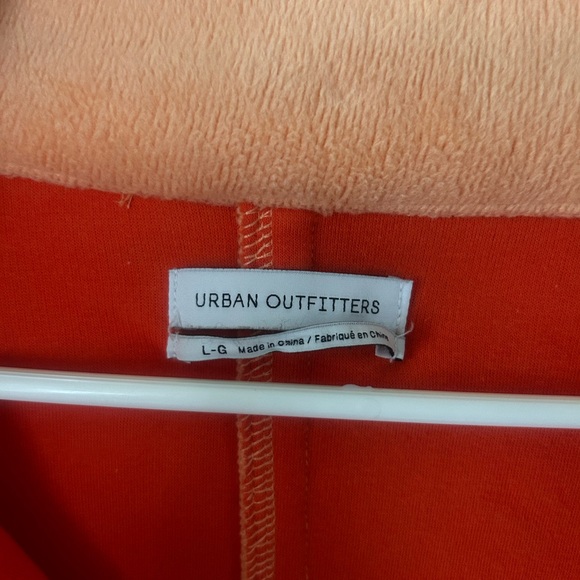 URBAN OUTFITTERS
L-G Made in China / Fabriqué en Chine